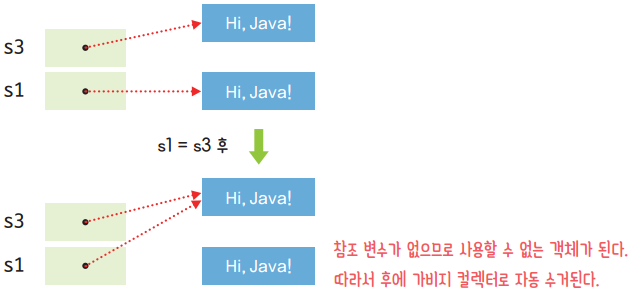 s3
Hi, Java!
s1
Hi, Java!
s1 = s3 후
Hi, Java!
s3
s1
Hi, Java!
참조 변수가 없으므로 사용할 수 없는 객체가 된다.
따라서 후에 가비지 컬렉터로 자동 수거된다.